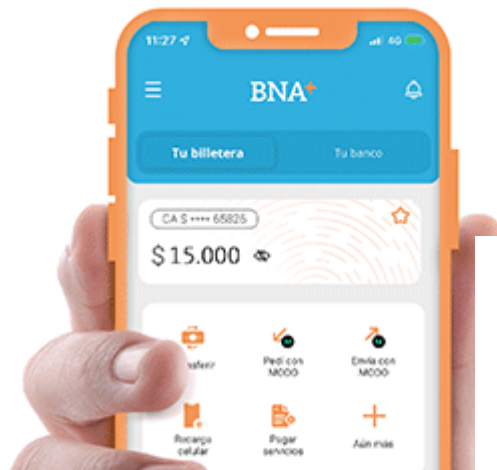 11:27
4G
BNA+
Tu billetera
Tu banco
CA $ •••• 65825
$ 15.000
Pedí con
MODO
Enviá con
MODO
Recarga
celular
Pagar
servicios
Aún más